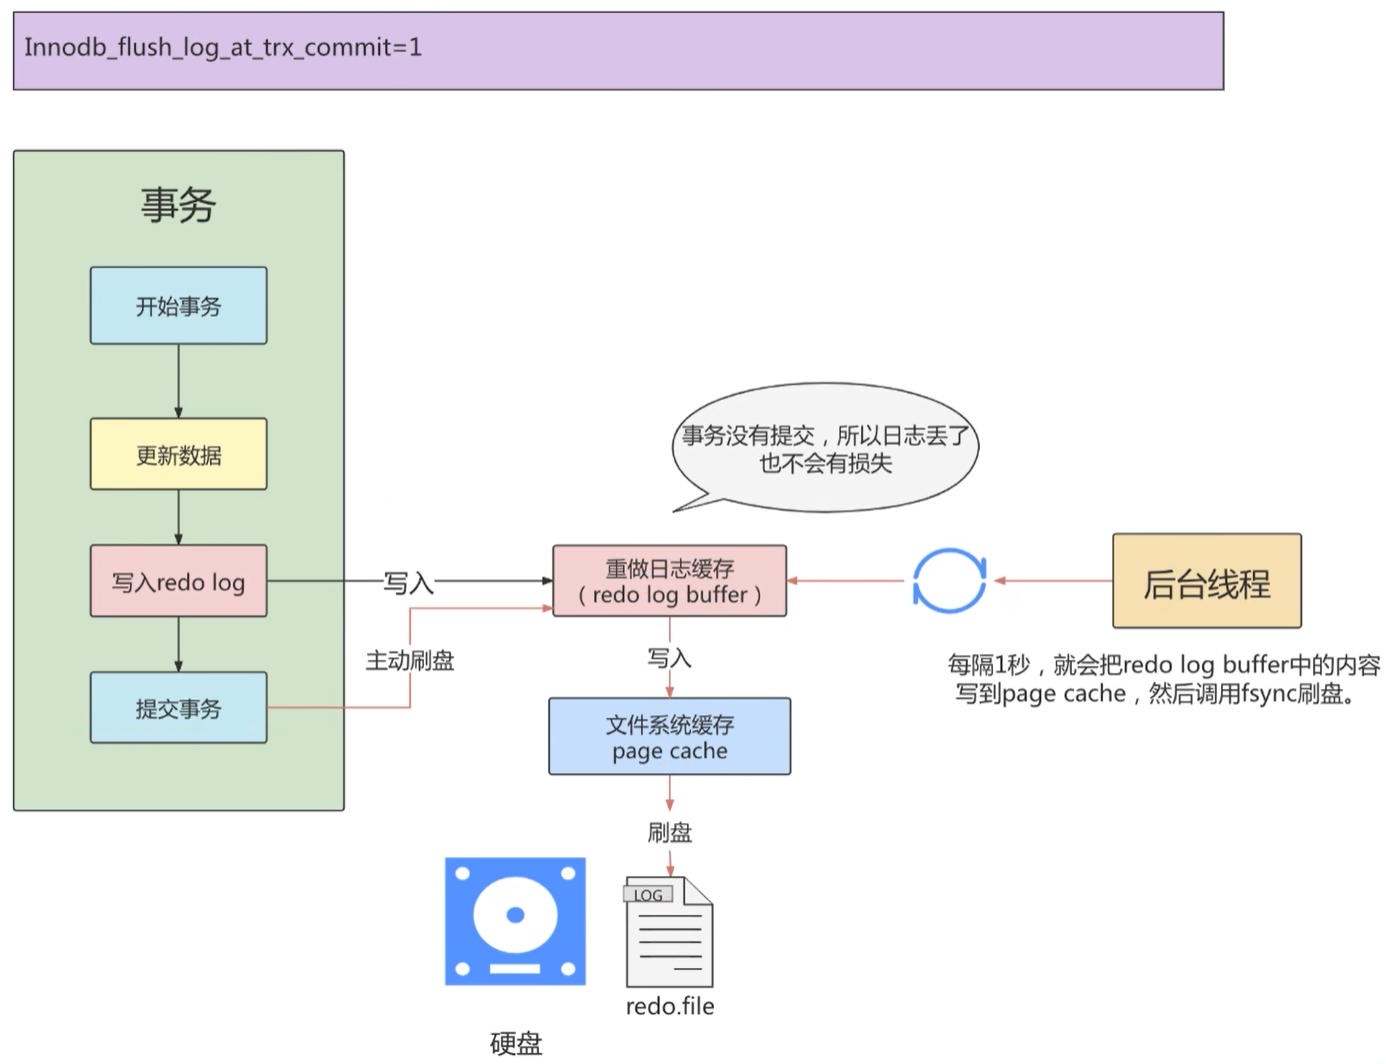 Innodb_flush_log_at_trx_commit=1
事务
开始事务
更新数据
写入redo log
提交事务
写入
主动刷盘
事务没有提交，所以日志丢了
也不会有损失
重做日志缓存
（redo log buffer）
写入
文件系统缓存
page cache
刷盘
LOG
redo.file
硬盘
后台线程
每隔1秒，就会把redo log buffer中的内容
写到page cache，然后调用fsync刷盘。